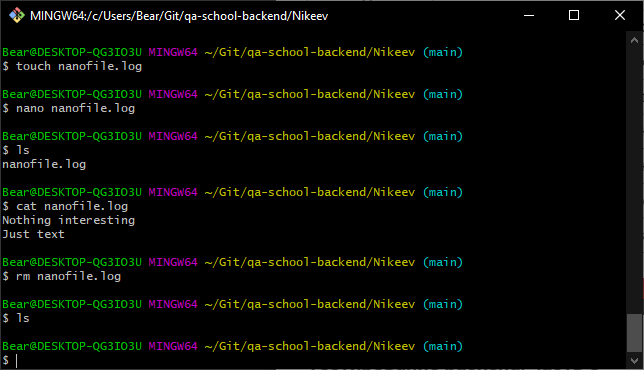 MINGW64:/c/Users/Bear/Git/qa-school-backend/Nikeev
Bear@DESKTOP-QG3IO3U MINGW64 ~/Git/qa-school-backend/Nikeev (main)
$ touch nanofile.log
Bear@DESKTOP-QG3IO3U MINGW64 ~/Git/qa-school-backend/Nikeev (main)
$ nano nanofile.log
Bear@DESKTOP-QG3IO3U MINGW64 ~/Git/qa-school-backend/Nikeev (main)
$ ls
nanofile.log
Bear@DESKTOP-QG3IO3U MINGW64 ~/Git/qa-school-backend/Nikeev (main)
$ cat nanofile.log
Nothing interesting
Just text
Bear@DESKTOP-QG3IO3U MINGW64 ~/Git/qa-school-backend/Nikeev (main)
$ rm nanofile.log
Bear@DESKTOP-QG3IO3U MINGW64 ~/Git/qa-school-backend/Nikeev (main)
$ ls
Bear@DESKTOP-QG3IO3U MINGW64 ~/Git/qa-school-backend/Nikeev (main)
$